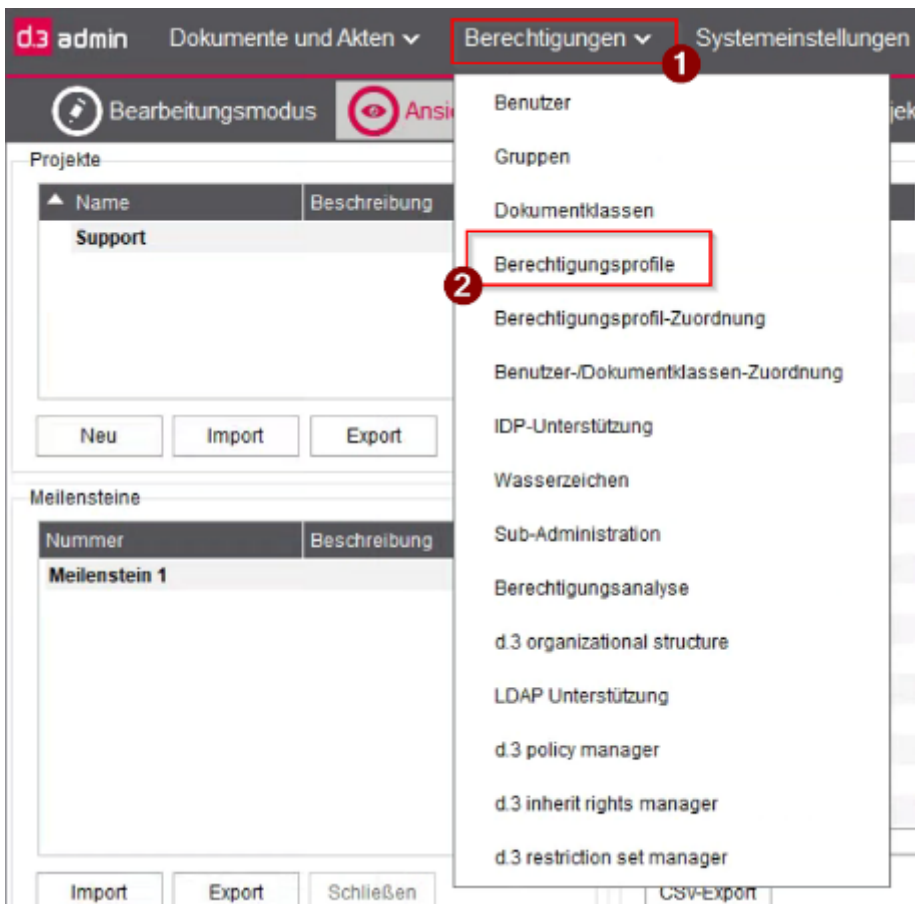 d.3 admin Dokumente und Akten Berechtigungen Systemeinstellungen
1
Bearbeitungsmodus
Projekte
Name Beschreibung
Support
Neu Import Export
Meilensteine
Nummer Beschreibung
Meilenstein 1
Import Export Schließen CSV-Export
Benutzer
Gruppen
Dokumentklassen
Berechtigungsprofile
2
Berechtigungsprofil-Zuordnung
Benutzer-/Dokumentklassen-Zuordnung
IDP-Unterstützung
Wasserzeichen
Sub-Administration
Berechtigungsanalyse
d.3 organizational structure
LDAP Unterstützung
d.3 policy manager
d.3 inherit rights manager
d.3 restriction set manager